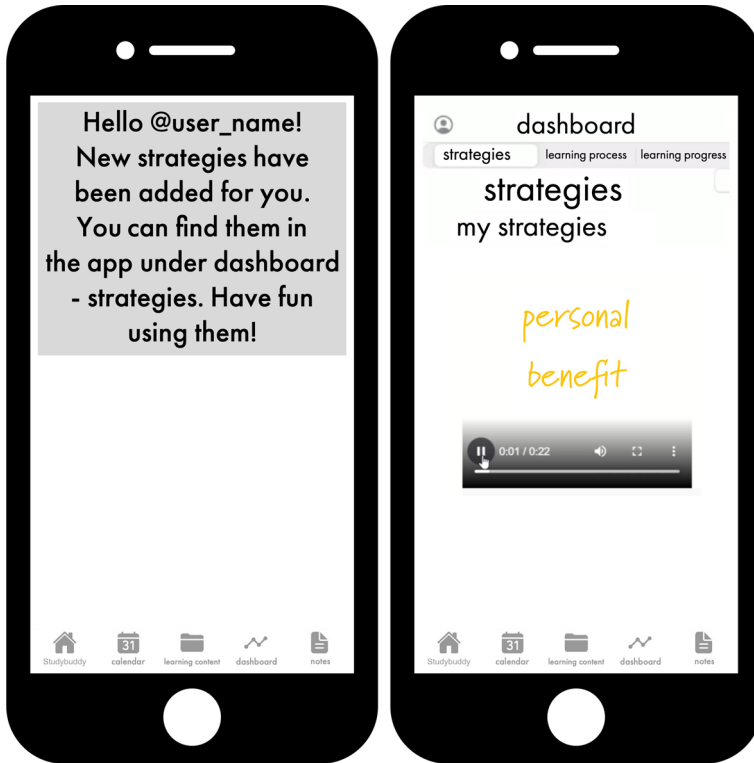 Hello @user_name!
New strategies have
been added for you.
You can find them in
the app under dashboard
- strategies. Have fun
using them!
31
Studybuddy calendar learning content dashboard notes
dashboard
strategies learning process learning progress
strategies
my strategies
personal
benefit
0:01 / 0:22
31
Studybuddy calendar learning content dashboard notes